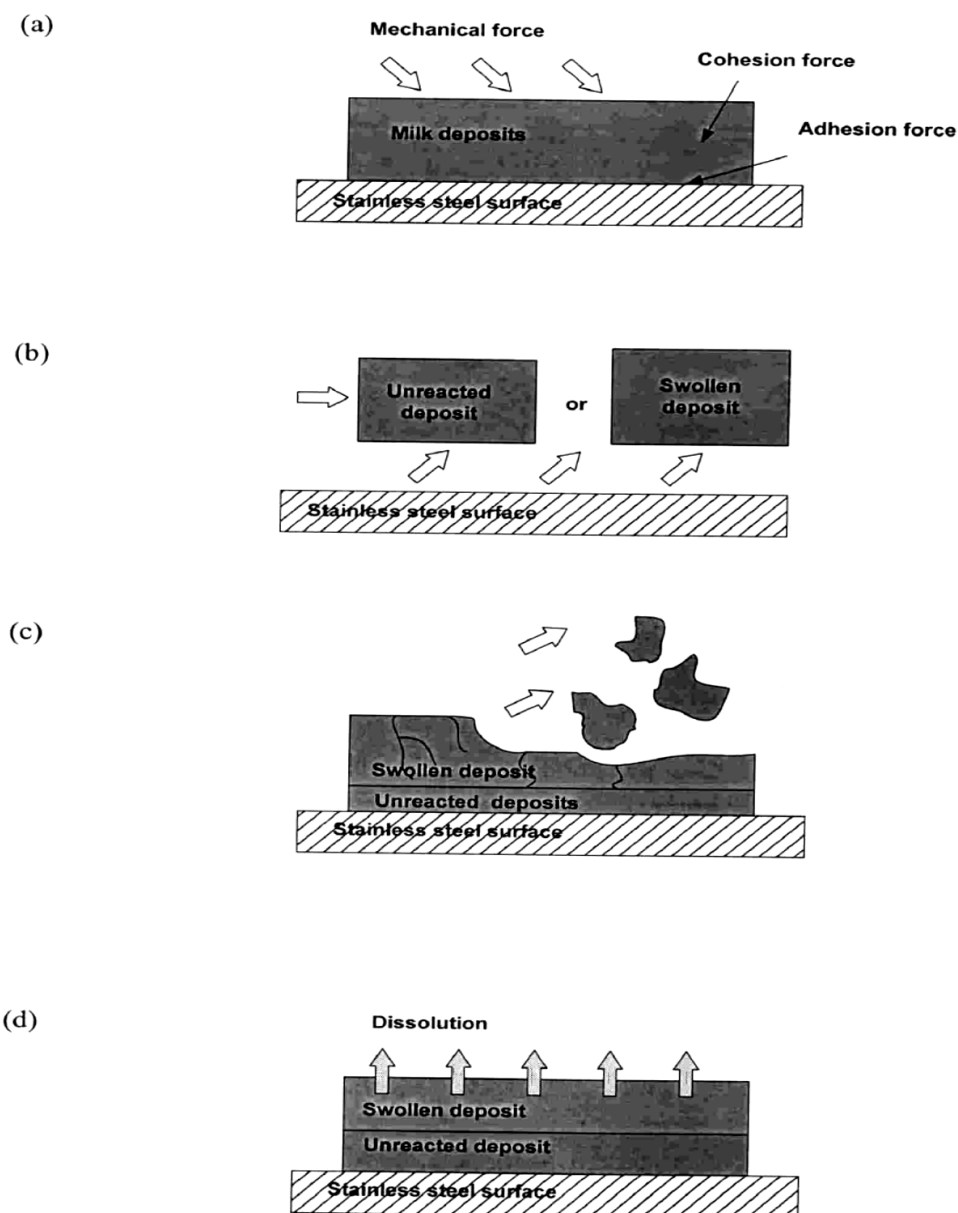 (a)
Mechanical force
Cohesion force
Milk deposits
Adhesion force
Stainless steel surface
(b)
Unreacted
deposit
or
Swollen
deposit
Stainless steel surface
(c)
Swollen deposit
Unreacted deposits
Stainless steel surface
(d)
Dissolution
Swollen deposit
Unreacted deposit
Stainless steel surface